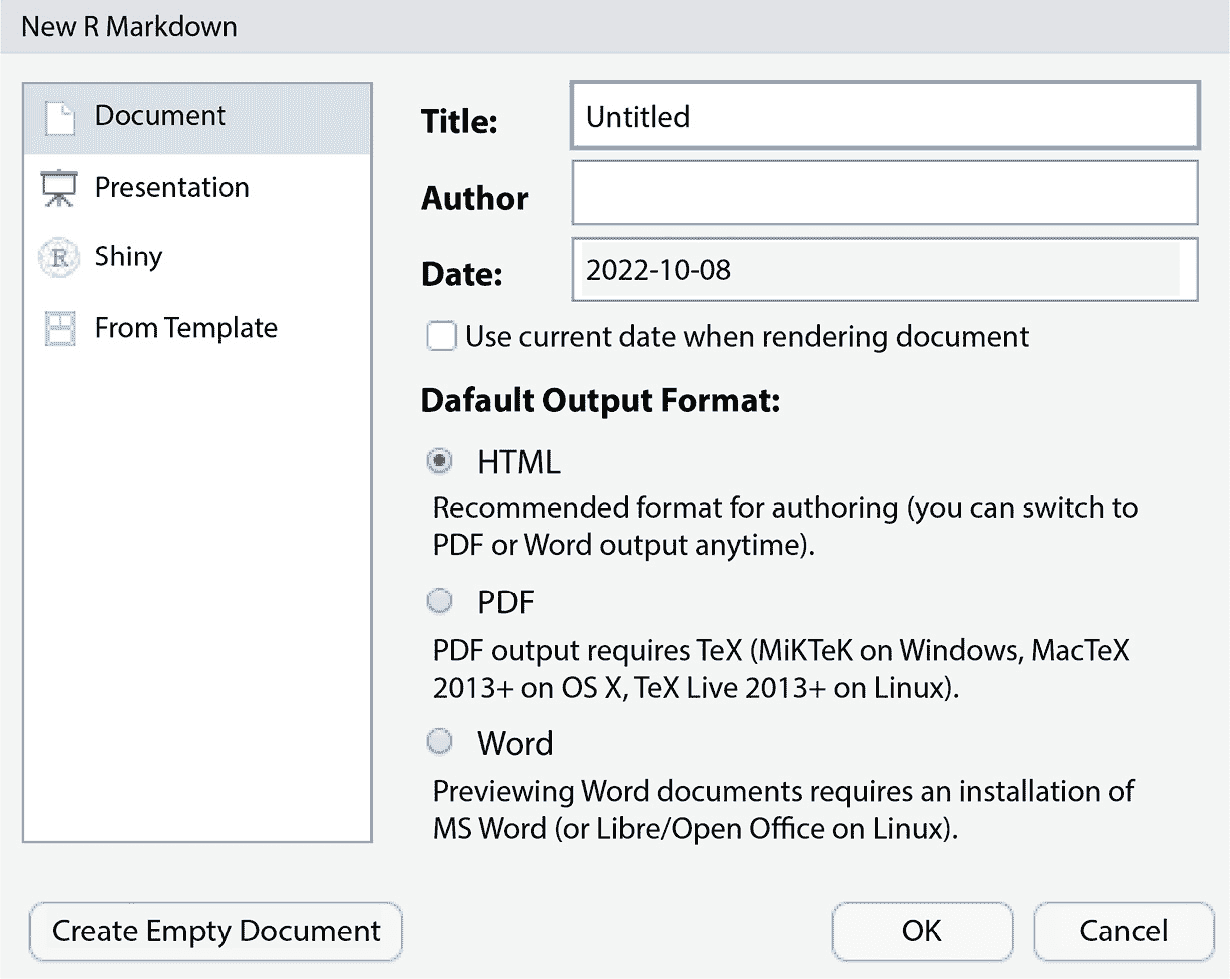 New R Markdown
Document
Presentation
Shiny
From Template
Title:
Untitled
Author
Date:
2022-10-08
Use current date when rendering document
Dafault Output Format:
HTML
Recommended format for authoring (you can switch to
PDF or Word output anytime).
PDF
PDF output requires TeX (MiKTeK on Windows, MacTeX
2013+ on OS X, TeX Live 2013+ on Linux).
Word
Previewing Word documents requires an installation of
MS Word (or Libre/Open Office on Linux).
Create Empty Document
OK
Cancel